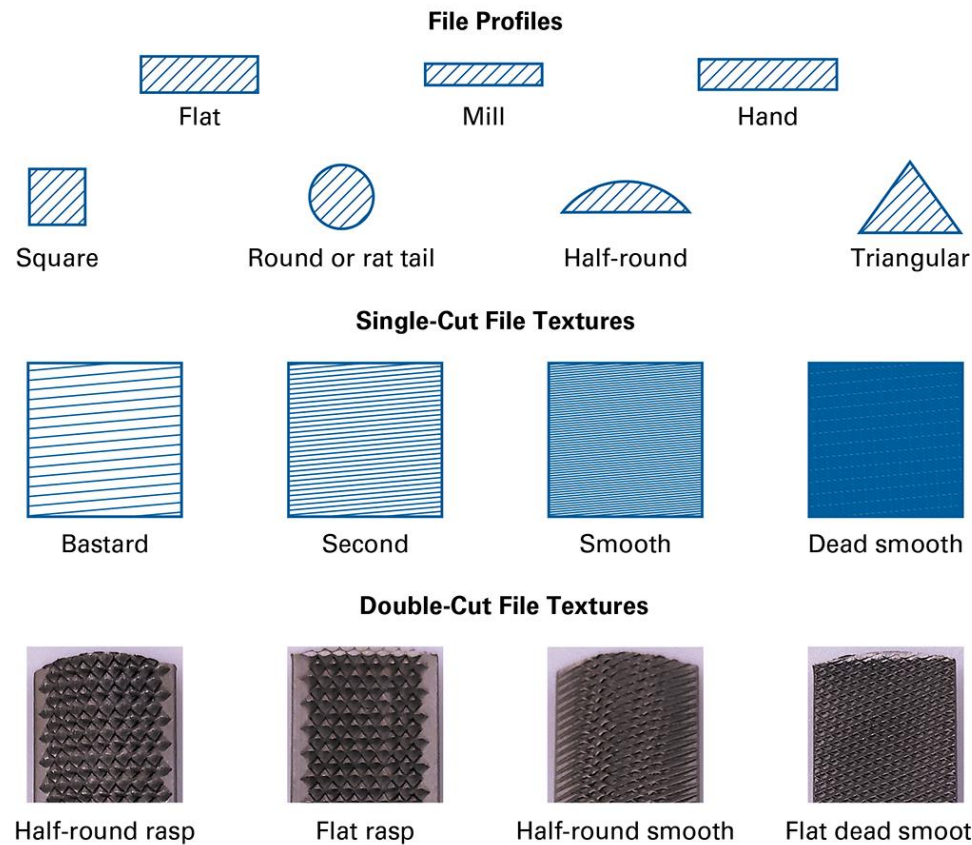 File Profiles
Flat Mill Hand
Square Round or rat tail Half-round Triangular
Single-Cut File Textures
Bastard Second Smooth Dead smooth
Double-Cut File Textures
Half-round rasp Flat rasp Half-round smooth Flat dead smoot